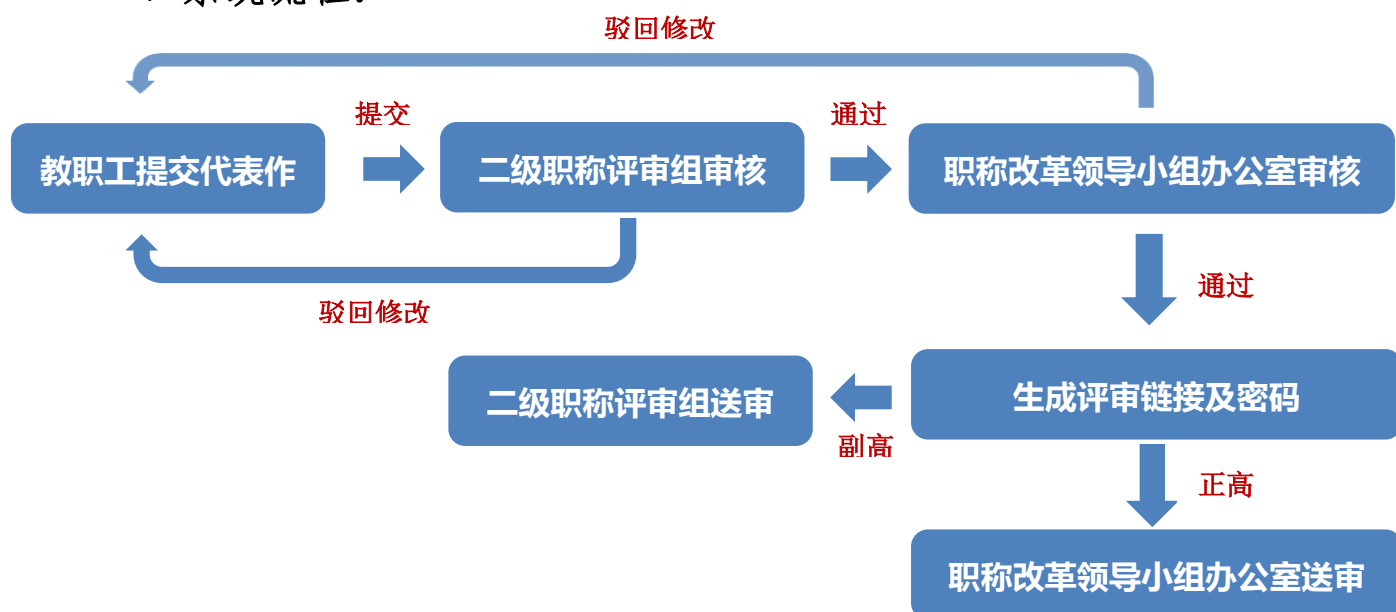 系统流程:
驳回修改
提交
通过
教职工提交代表作
二级职称评审组审核
职称改革领导小组办公室审核
驳回修改
通过
二级职称评审组送审
副高
生成评审链接及密码
正高
职称改革领导小组办公室送审